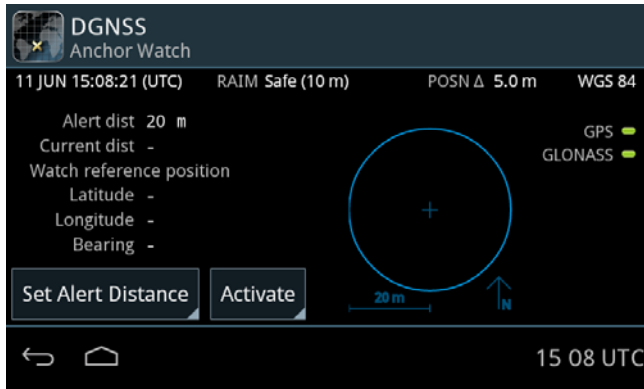 DGNSS
Anchor Watch
11 JUN 15:08:21 (UTC) RAIM Safe (10 m) POSN Δ 5.0 m WGS 84
Alert dist 20 m
Current dist -
Watch reference position
Latitude -
Longitude -
Bearing -
GPS
GLONASS
Set Alert Distance
Activate
20 m
N
15 08 UTC